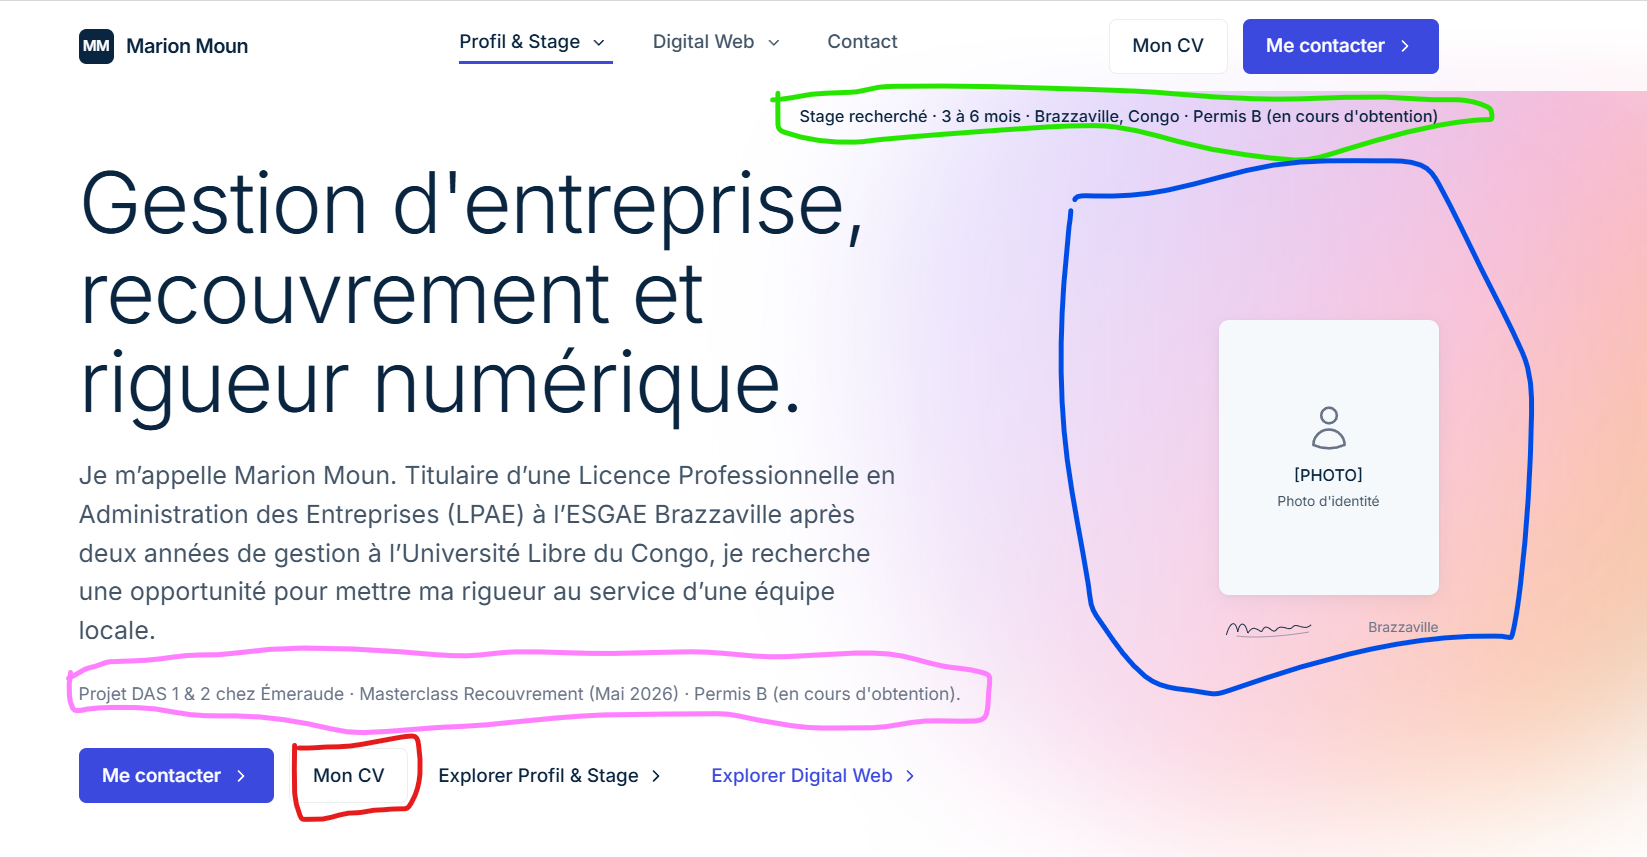 MM Marion Moun
Profil & Stage
Digital Web
Contact
Mon CV
Me contacter
Stage recherché · 3 à 6 mois · Brazzaville, Congo · Permis B (en cours d'obtention)
Gestion d'entreprise,
recouvrement et
rigueur numérique.
Je m’appelle Marion Moun. Titulaire d’une Licence Professionnelle en
Administration des Entreprises (LPAE) à l’ESGAE Brazzaville après
deux années de gestion à l’Université Libre du Congo, je recherche
une opportunité pour mettre ma rigueur au service d’une équipe
locale.
Projet DAS 1 & 2 chez Émeraude · Masterclass Recouvrement (Mai 2026) · Permis B (en cours d'obtention).
Me contacter
Mon CV
Explorer Profil & Stage
Explorer Digital Web
[PHOTO]
Photo d'identité
Brazzaville